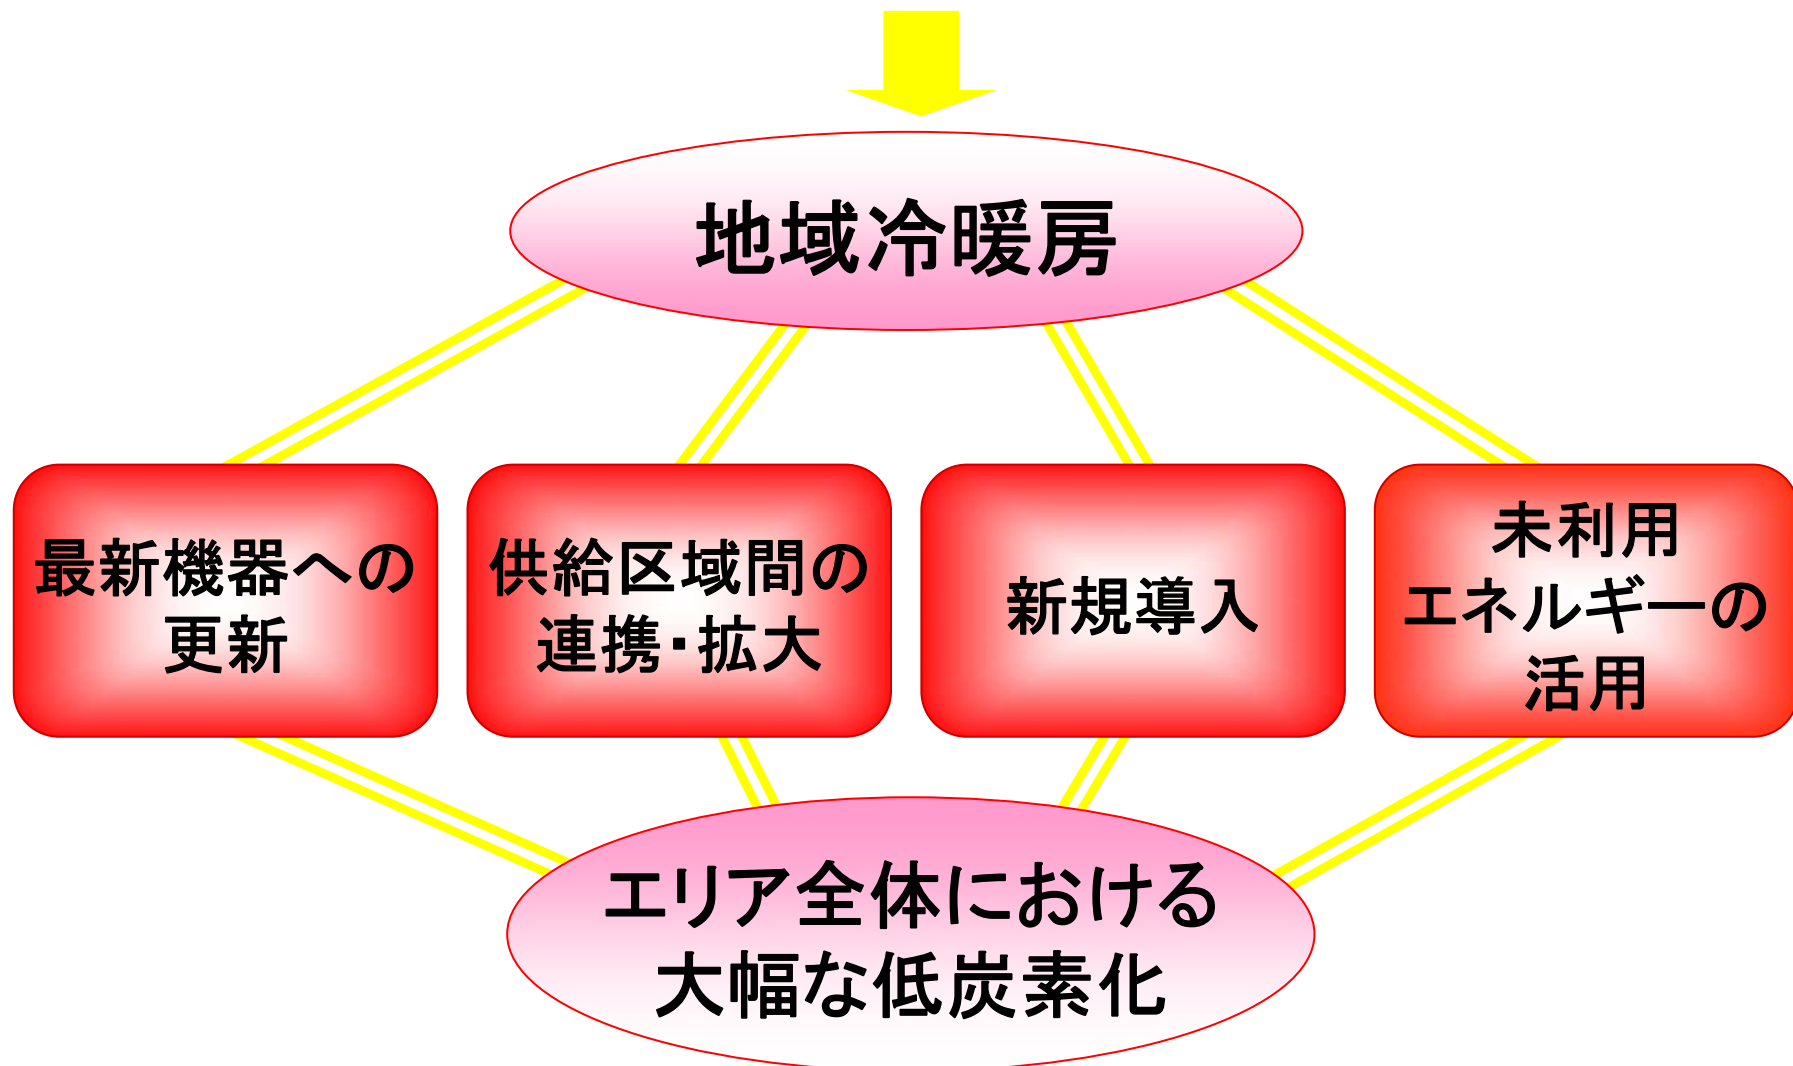 地域冷暖房
最新機器への
更新
供給区域間の
連携・拡大
新規導入
未利用
エネルギーの
活用
エリア全体における
大幅な低炭素化